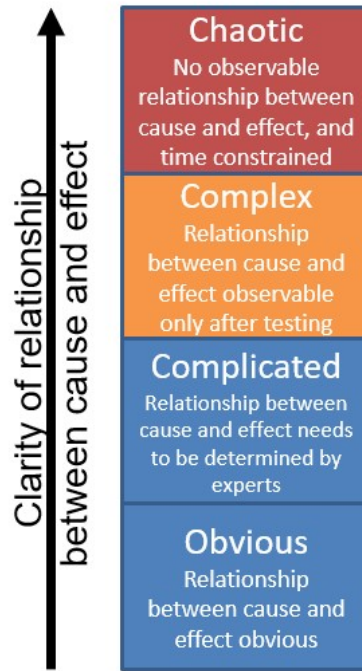 Clarity of relationship
between cause and effect
Chaotic
No observable
relationship between
cause and effect, and
time constrained
Complex
Relationship
between cause and
effect observable
only after testing
Complicated
Relationship between
cause and effect needs
to be determined by
experts
Obvious
Relationship
between cause and
effect obvious